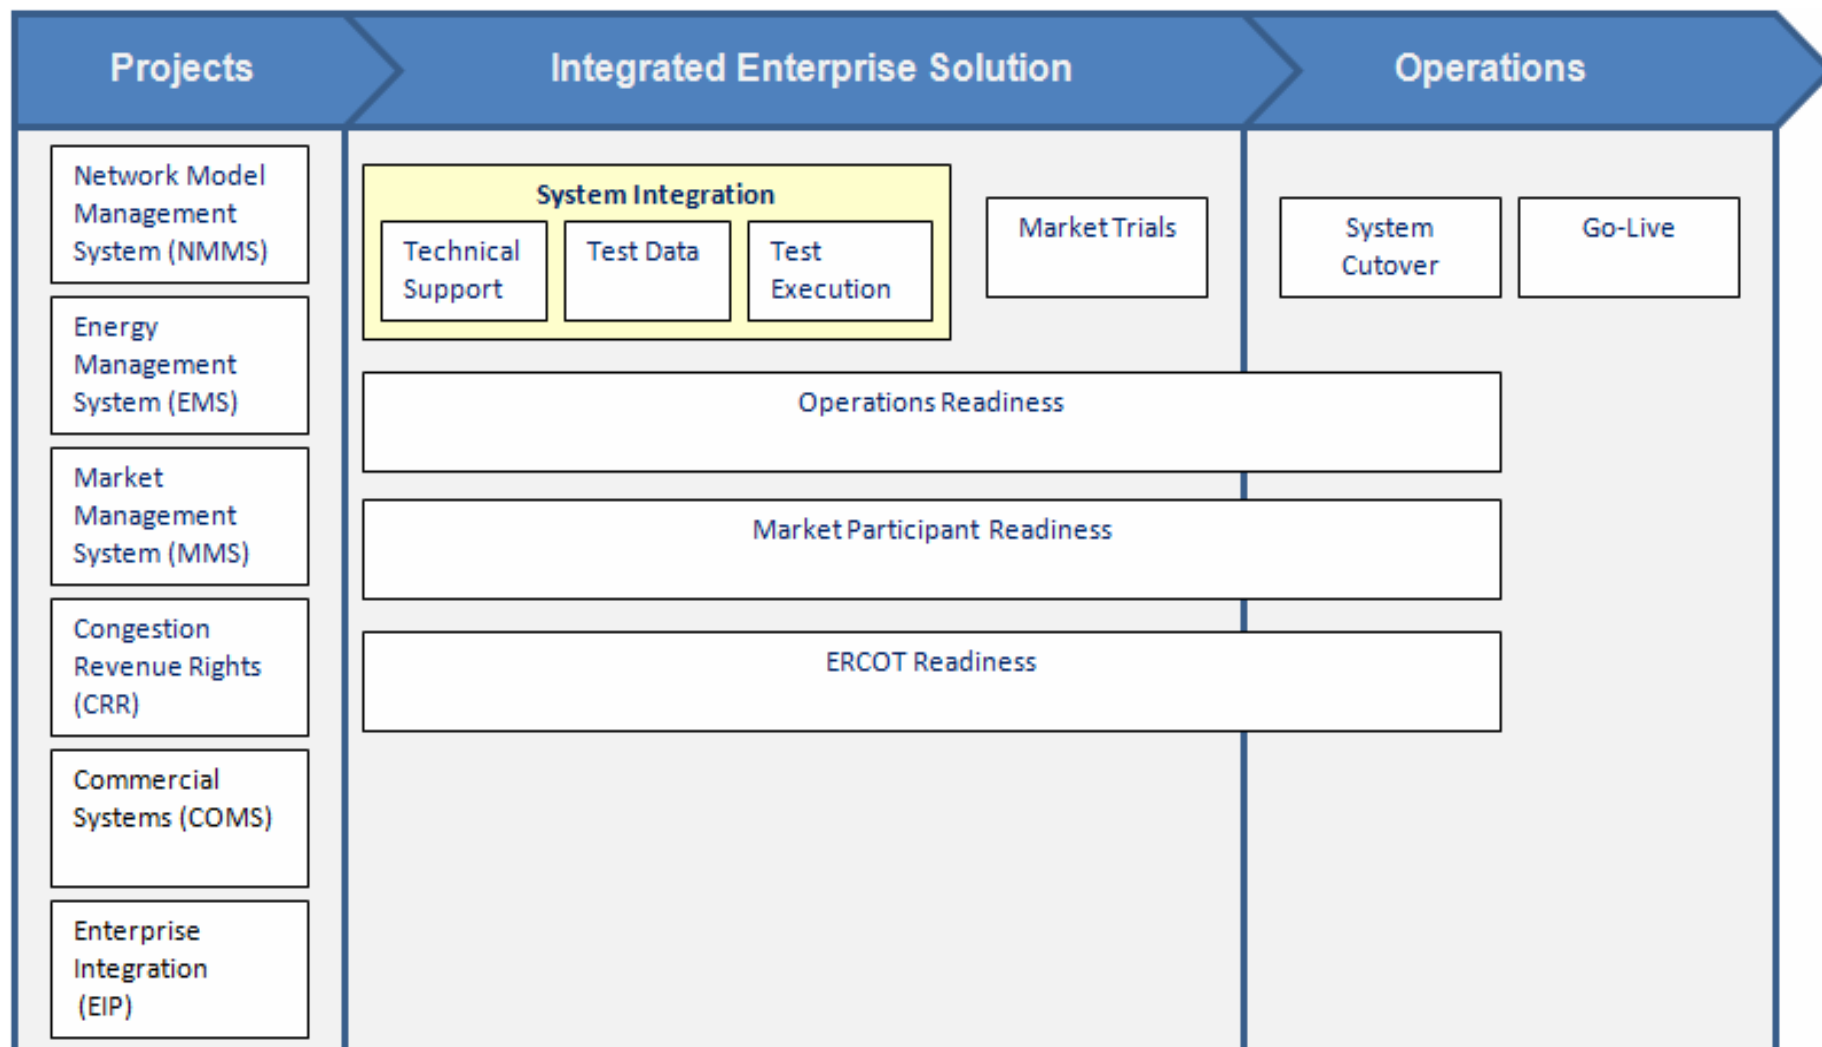 Projects
Integrated Enterprise Solution
Operations
Network Model
Management
System (NMMS)
Energy
Management
System (EMS)
Market
Management
System (MMS)
Congestion
Revenue Rights
(CRR)
Commercial
Systems (COMS)
Enterprise
Integration
(EIP)
System Integration
Technical
Support
Test Data
Test
Execution
Market Trials
Operations Readiness
Market Participant Readiness
ERCOT Readiness
System
Cutover
Go-Live